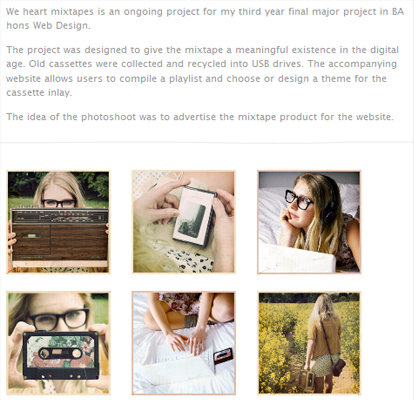 We heart mixtapes is an ongoing project for my third year final major project in BA
hons Web Design.
The project was designed to give the mixtape a meaningful existence in the digital
age. Old cassettes were collected and recycled into USB drives. The accompanying
website allows users to compile a playlist and choose or design a theme for the
cassette inlay.
The idea of the photoshoot was to advertise the mixtape product for the website.